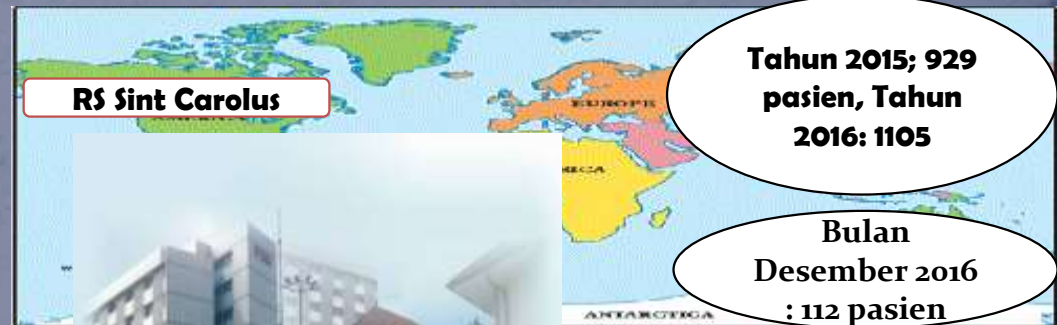 RS Sint Carolus
Tahun 2015; 929
pasien, Tahun
2016: 1105
EUROPE
Bulan
Desember 2016
: 112 pasien
ANTARCTICA